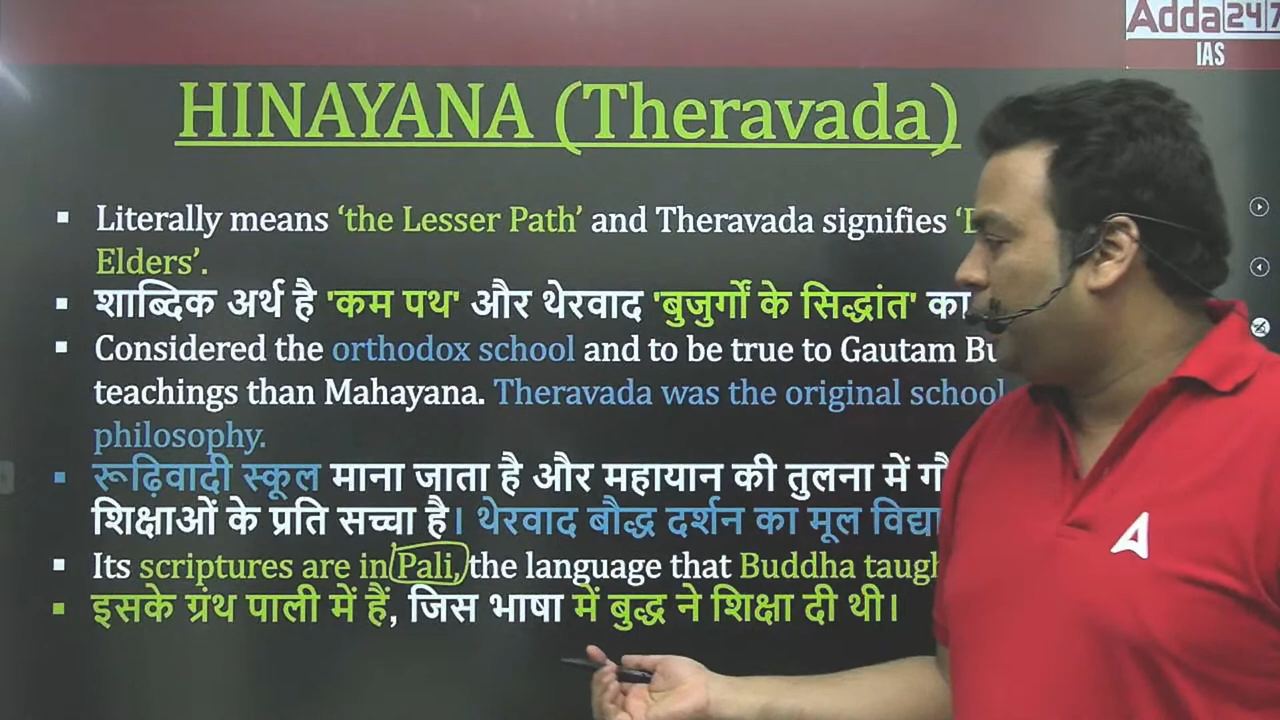 Adda247
IAS
HINAYANA (Theravada)
▪ Literally means ‘the Lesser Path’ and Theravada signifies
Elders’.
▪ शाब्दिक अर्थ है 'कम पथ' और थेरवाद 'बुजुर्गों के सिद्धांत' का
▪ Considered the orthodox school and to be true to Gautam
teachings than Mahayana. Theravada was the original school
philosophy.
▪ रूढ़िवादी स्कूल माना जाता है और महायान की तुलना में
शिक्षाओं के प्रति सच्चा है। थेरवाद बौद्ध दर्शन का मूल
▪ Its scriptures are in Pali, the language that Buddha
▪ इसके ग्रंथ पाली में हैं, जिस भाषा में बुद्ध ने शिक्षा दी थी।